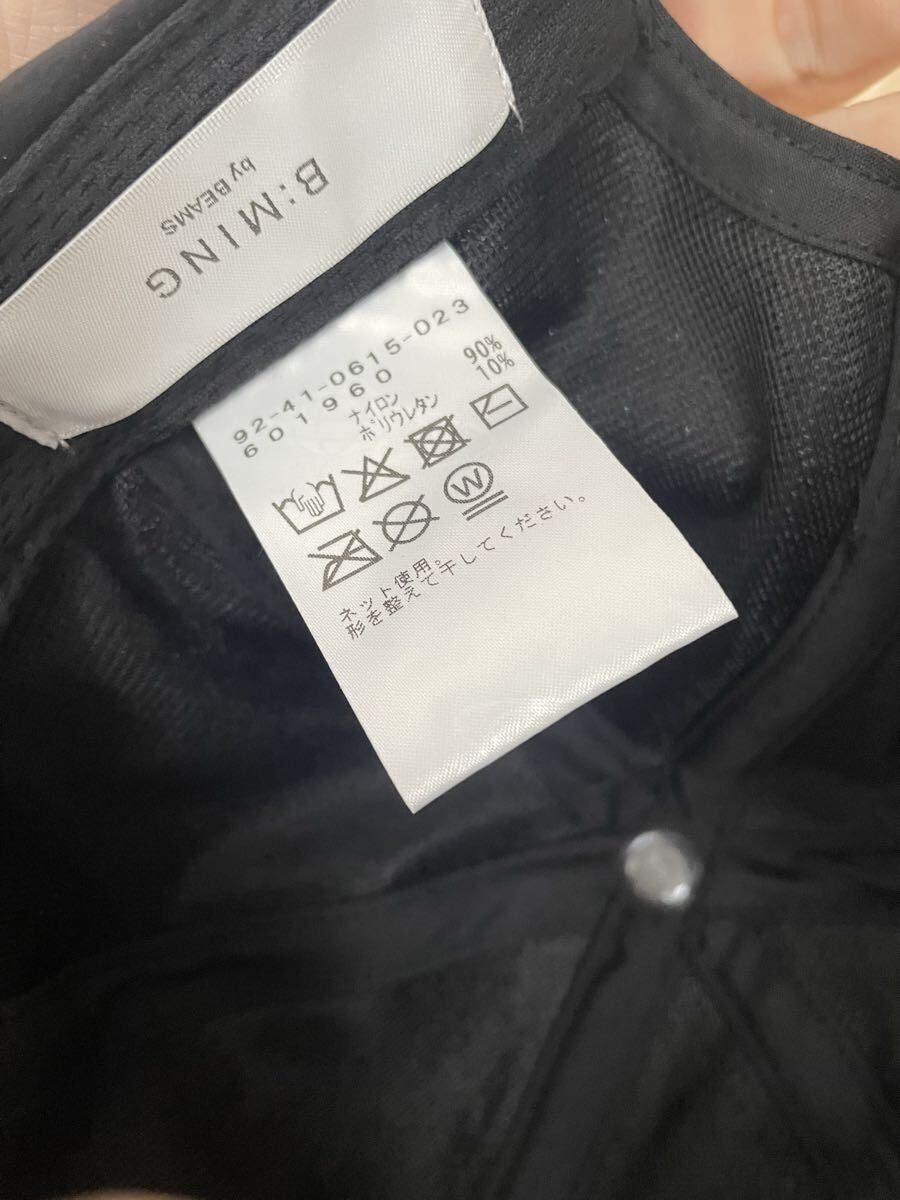 B:MING
by BEAMS
92-41-0615-023
601960
ナイロン 90%
ポリウレタン 10%
W
ネット使用。
形を整えて干してください。